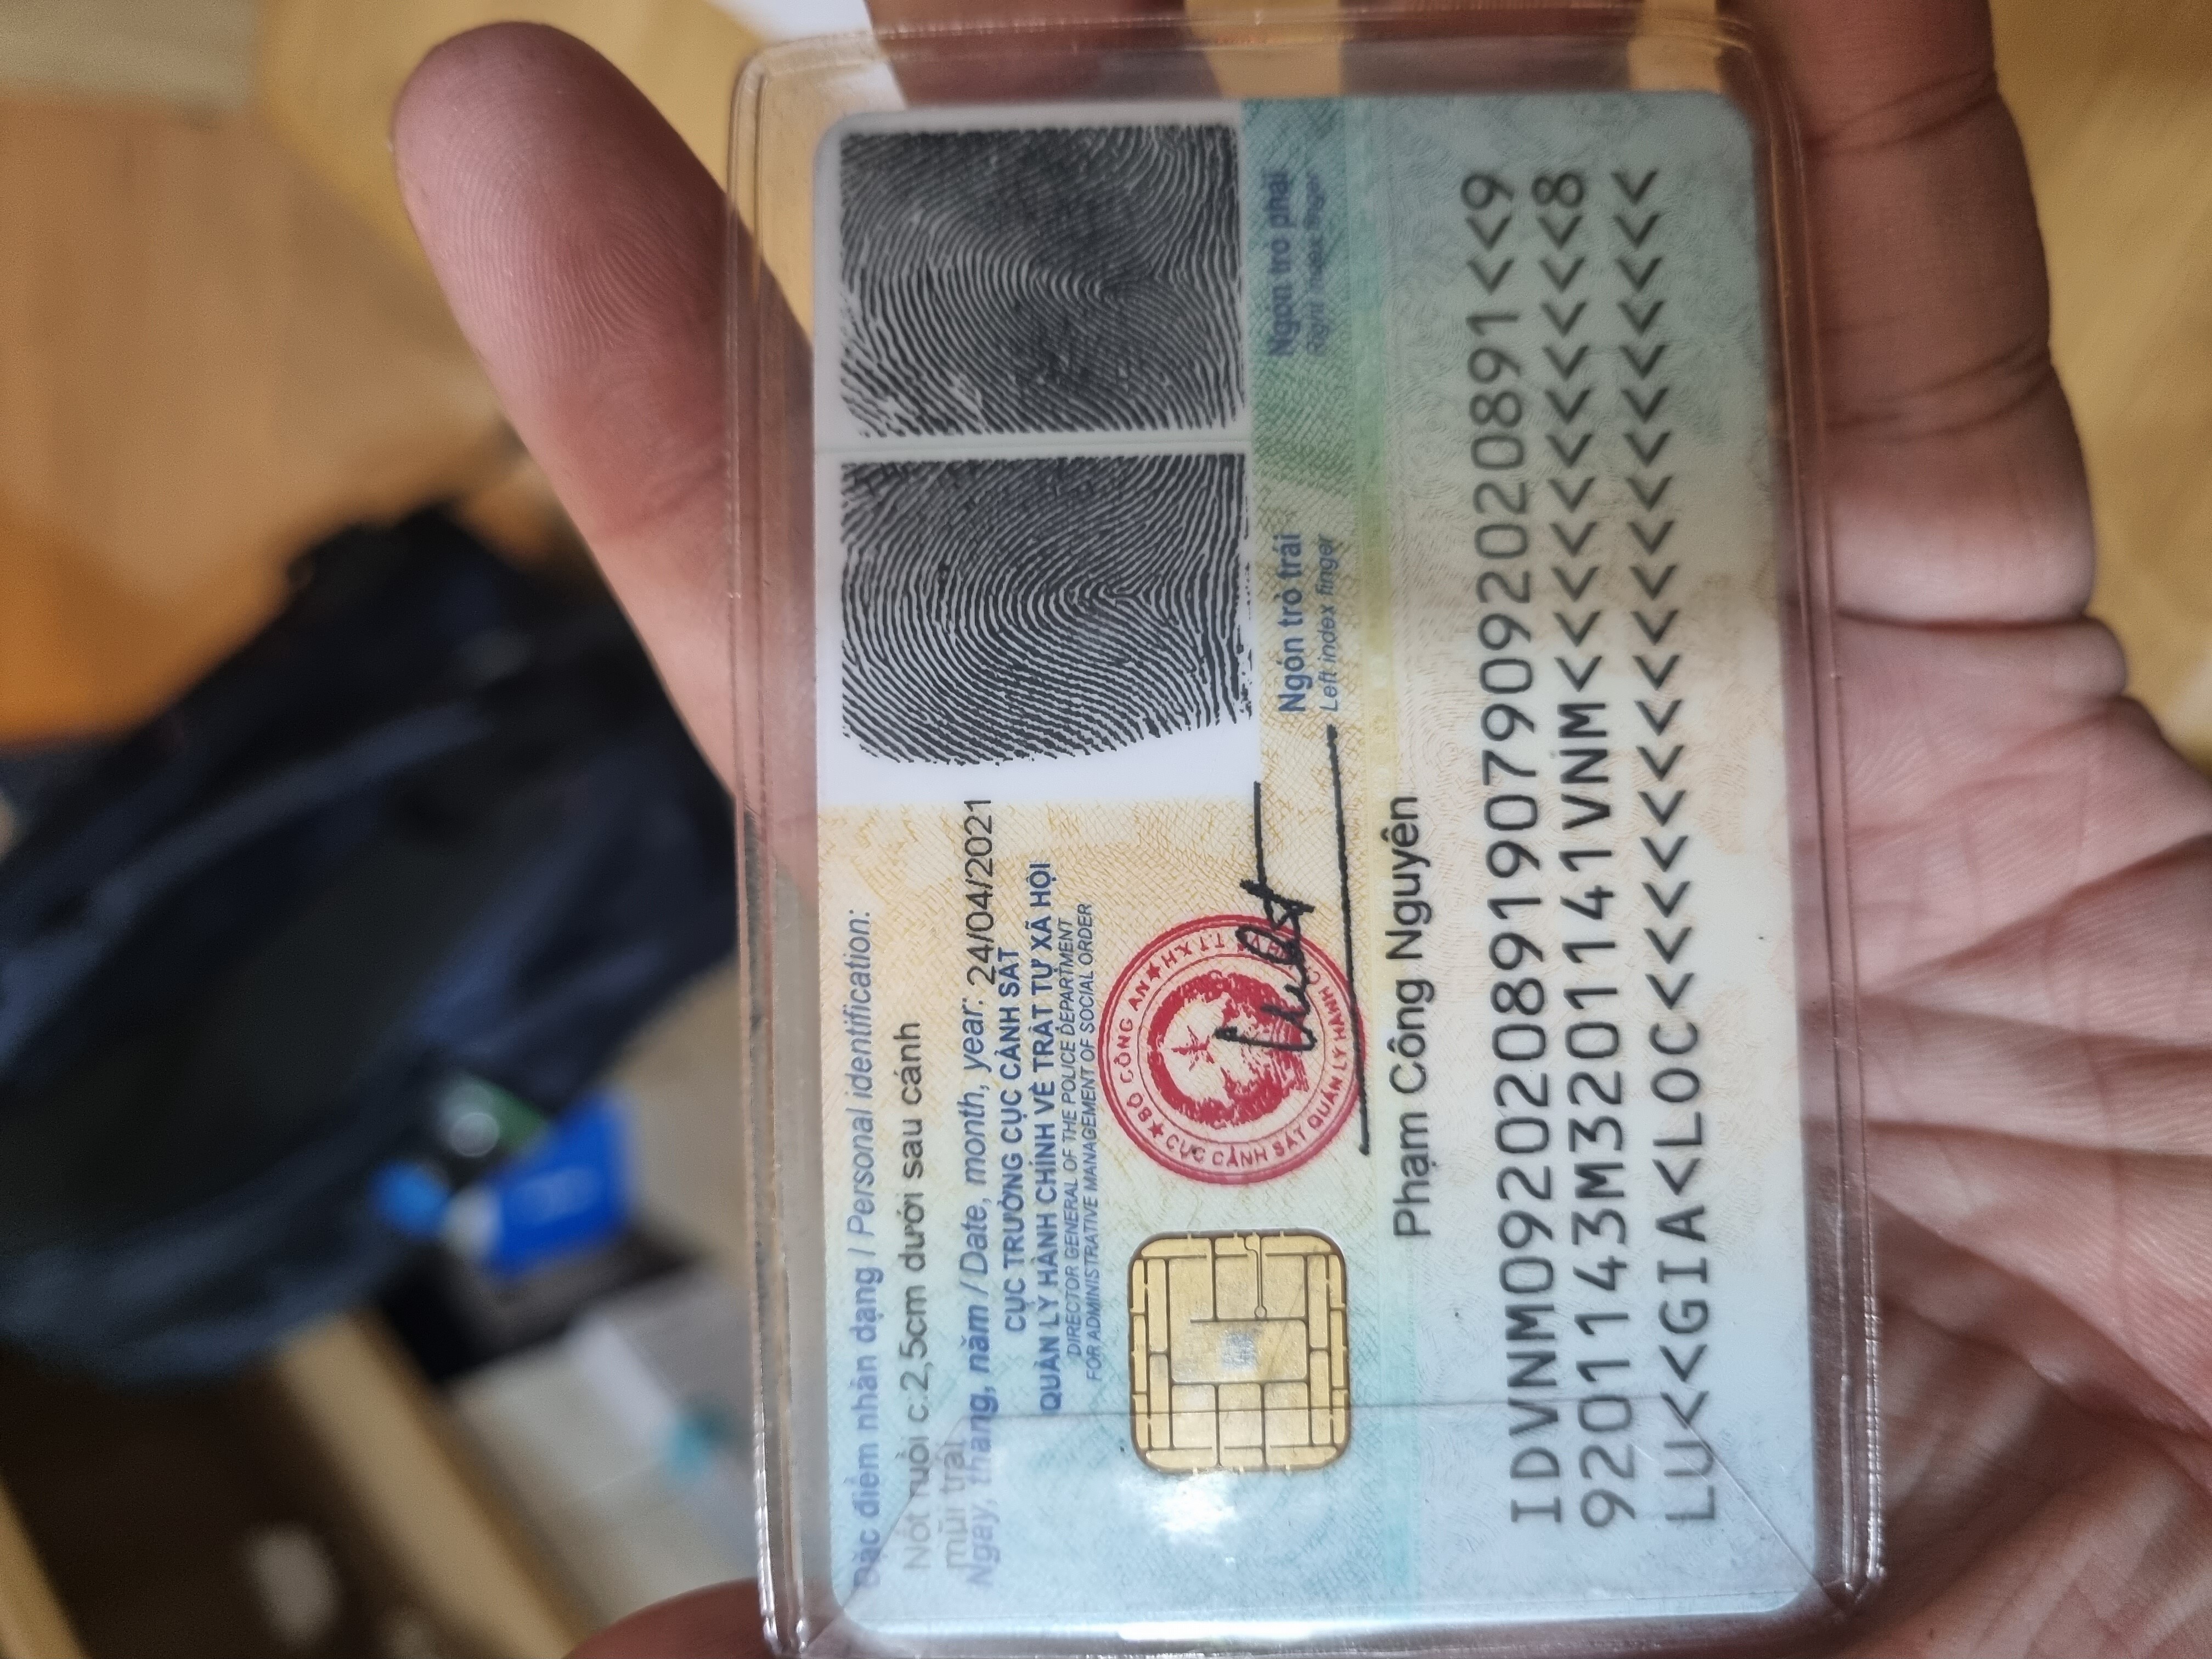 Đặc điểm nhân dạng / Personal identification:
Nốt ruồi c.2,5cm dưới sau cánh
mũi trái
Ngày, tháng, năm / Date, month, year: 24/04/2021
CỤC TRƯỞNG CỤC CẢNH SÁT
QUẢN LÝ HÀNH CHÍNH VỀ TRẬT TỰ XÃ HỘI
DIRECTOR GENERAL OF THE POLICE DEPARTMENT
FOR ADMINISTRATIVE MANAGEMENT OF SOCIAL ORDER
BỘ CÔNG AN ★
★ CỤC CẢNH SÁT QUẢN LÝ HÀNH
Phạm Công Nguyên
Ngón trỏ trái
Left index finger
Ngón trỏ phải
Right index finger
IDVNM0920208919079092020891<<9
9201143M3201141VNM<<<<<<<<<<<8
LU<<GIA<LOC<<<<<<<<<<<<<<<<<<<